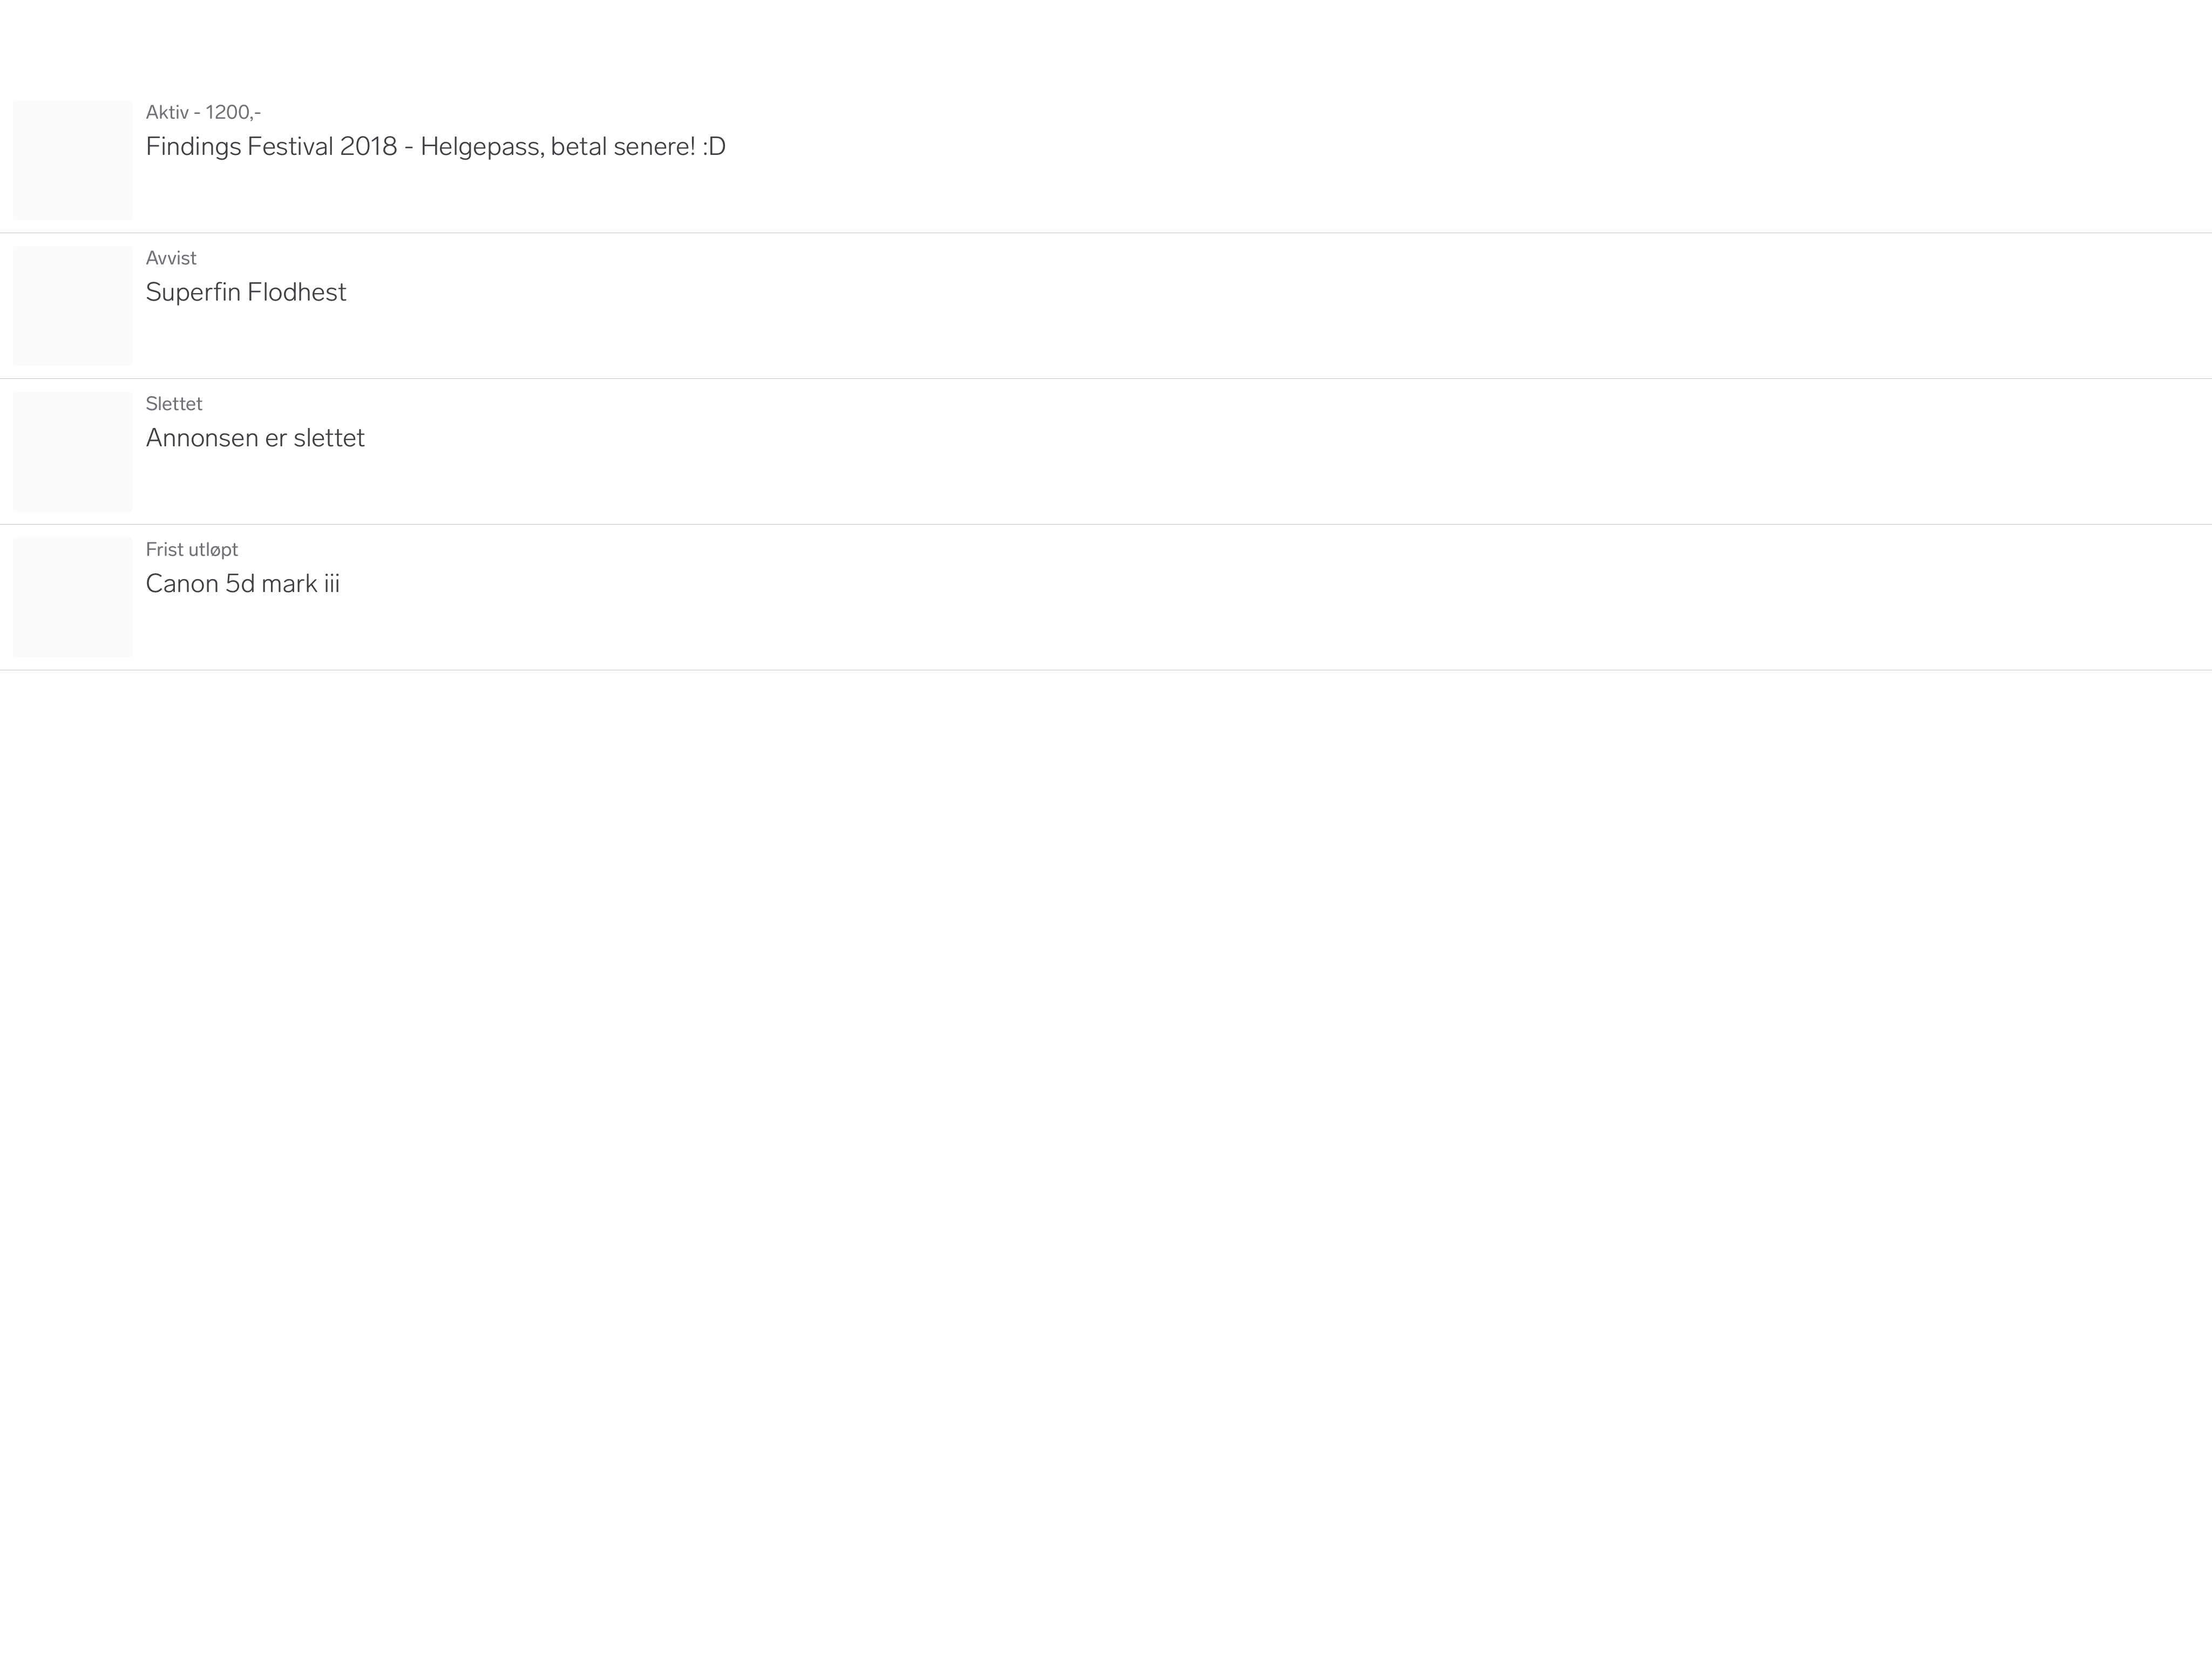 Aktiv - 1200,-
Findings Festival 2018 - Helgepass, betal senere! :D
Avvist
Superfin Flodhest
Slettet
Annonsen er slettet
Frist utløpt
Canon 5d mark iii